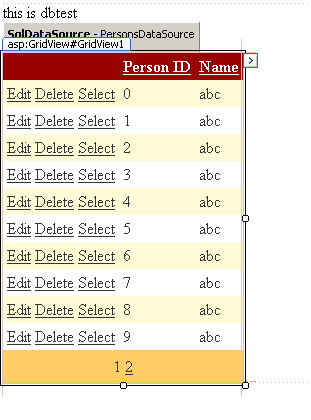 this is dbtest
SqlDataSource - PersonsDataSource
asp:GridView#GridView1
Person ID Name
Edit Delete Select 0 abc
Edit Delete Select 1 abc
Edit Delete Select 2 abc
Edit Delete Select 3 abc
Edit Delete Select 4 abc
Edit Delete Select 5 abc
Edit Delete Select 6 abc
Edit Delete Select 7 abc
Edit Delete Select 8 abc
Edit Delete Select 9 abc
1 2